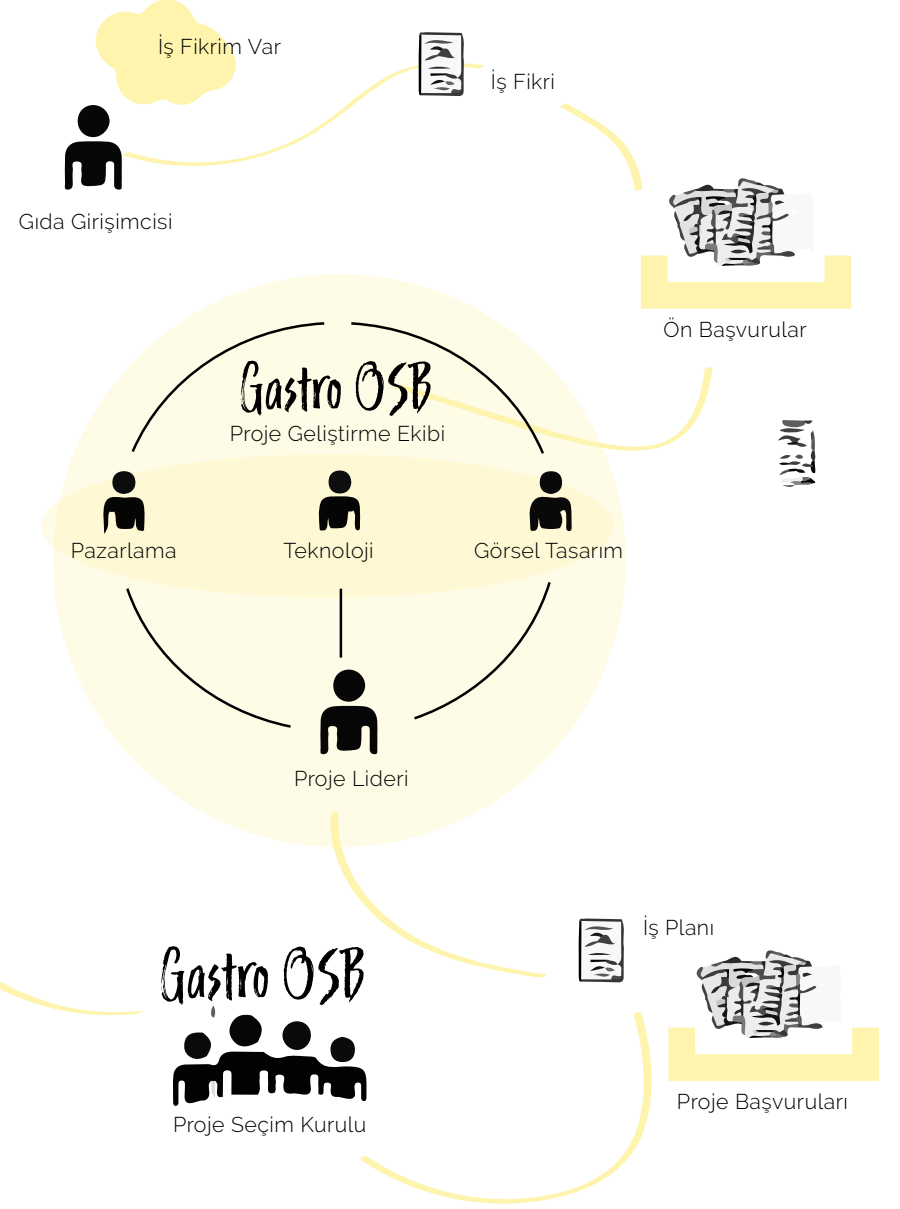 İş Fikrim Var
İş Fikri
Gıda Girişimcisi
Ön Başvurular
Gastro OSB
Proje Geliştirme Ekibi
Pazarlama
Teknoloji
Görsel Tasarım
Proje Lideri
İş Planı
Gastro OSB
Proje Başvuruları
Proje Seçim Kurulu